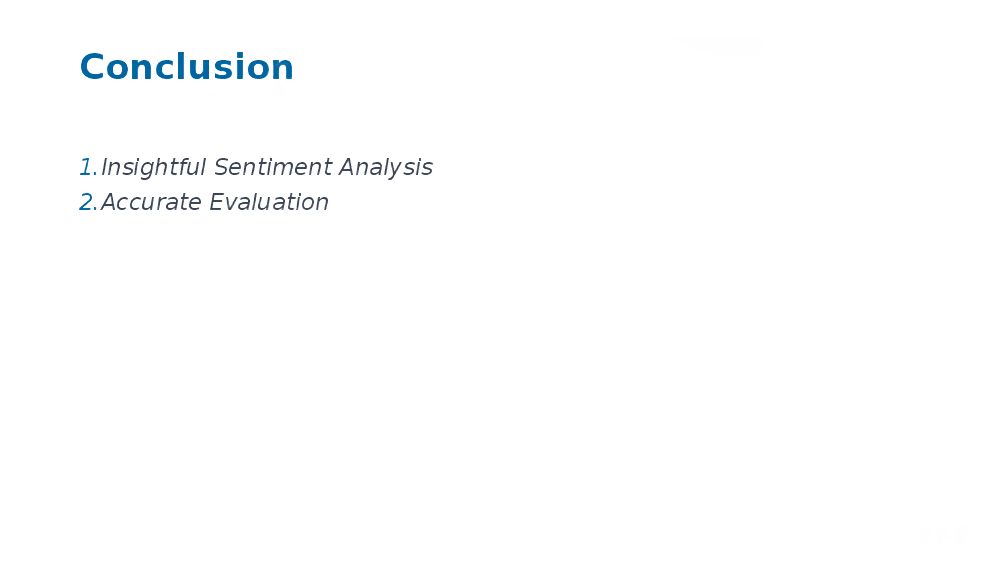 Conclusion
1. Insightful Sentiment Analysis
2. Accurate Evaluation